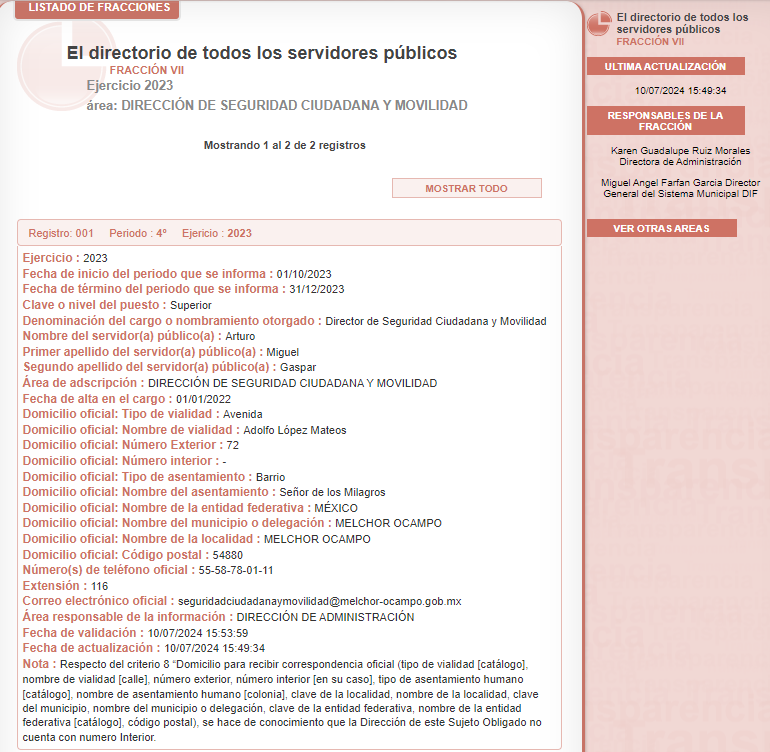 LISTADO DE FRACCIONES
El directorio de todos los servidores públicos
FRACCIÓN VII
Ejercicio 2023
área: DIRECCIÓN DE SEGURIDAD CIUDADANA Y MOVILIDAD
Mostrando 1 al 2 de 2 registros
MOSTRAR TODO
Registro: 001 Periodo : 4º Ejericio : 2023
Ejercicio : 2023
Fecha de inicio del periodo que se informa : 01/10/2023
Fecha de término del periodo que se informa : 31/12/2023
Clave o nivel del puesto : Superior
Denominación del cargo o nombramiento otorgado : Director de Seguridad Ciudadana y Movilidad
Nombre del servidor(a) público(a) : Arturo
Primer apellido del servidor(a) público(a) : Miguel
Segundo apellido del servidor(a) público(a) : Gaspar
Área de adscripción : DIRECCIÓN DE SEGURIDAD CIUDADANA Y MOVILIDAD
Fecha de alta en el cargo : 01/01/2022
Domicilio oficial: Tipo de vialidad : Avenida
Domicilio oficial: Nombre de vialidad : Adolfo López Mateos
Domicilio oficial: Número Exterior : 72
Domicilio oficial: Número interior : -
Domicilio oficial: Tipo de asentamiento : Barrio
Domicilio oficial: Nombre del asentamiento : Señor de los Milagros
Domicilio oficial: Nombre de la entidad federativa : MÉXICO
Domicilio oficial: Nombre del municipio o delegación : MELCHOR OCAMPO
Domicilio oficial: Nombre de la localidad : MELCHOR OCAMPO
Domicilio oficial: Código postal : 54880
Número(s) de teléfono oficial : 55-58-78-01-11
Extensión : 116
Correo electrónico oficial : seguridadciudadanaymovilidad@melchor-ocampo.gob.mx
Área responsable de la información : DIRECCIÓN DE ADMINISTRACIÓN
Fecha de validación : 10/07/2024 15:53:59
Fecha de actualización : 10/07/2024 15:49:34
Nota : Respecto del criterio 8 “Domicilio para recibir correspondencia oficial (tipo de vialidad [catálogo],
nombre de vialidad [calle], número exterior, número interior [en su caso], tipo de asentamiento humano
[catálogo], nombre de asentamiento humano [colonia], clave de la localidad, nombre de la localidad, clave
del municipio, nombre del municipio o delegación, clave de la entidad federativa, nombre de la entidad
federativa [catálogo], código postal), se hace de conocimiento que la Dirección de este Sujeto Obligado no
cuenta con numero Interior.
El directorio de todos los
servidores públicos
FRACCIÓN VII
ULTIMA ACTUALIZACIÓN
10/07/2024 15:49:34
RESPONSABLES DE LA
FRACCIÓN
Karen Guadalupe Ruiz Morales
Directora de Administración
Miguel Angel Farfan Garcia Director
General del Sistema Municipal DIF
VER OTRAS AREAS